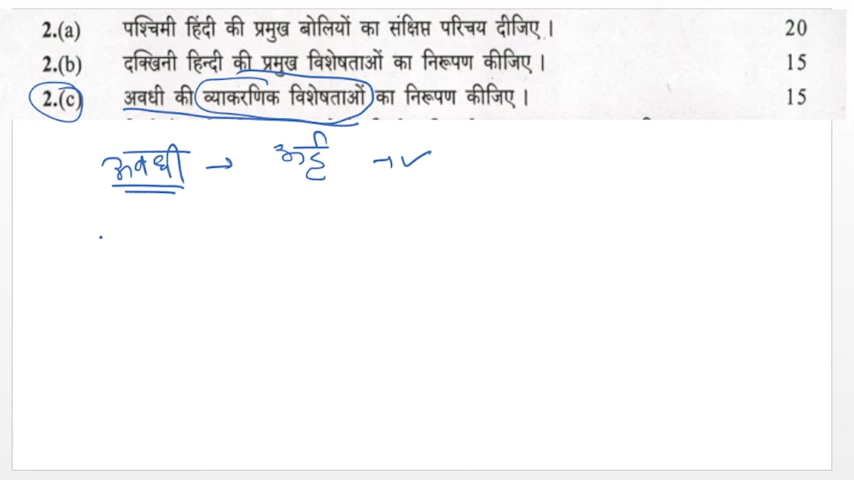 2.(a) पश्चिमी हिंदी की प्रमुख बोलियों का संक्षिप्त परिचय दीजिए। 20
2.(b) दक्खिनी हिन्दी की प्रमुख विशेषताओं का निरूपण कीजिए। 15
2.(c) अवधी की व्याकरणिक विशेषताओं का निरूपण कीजिए। 15
अवधी →